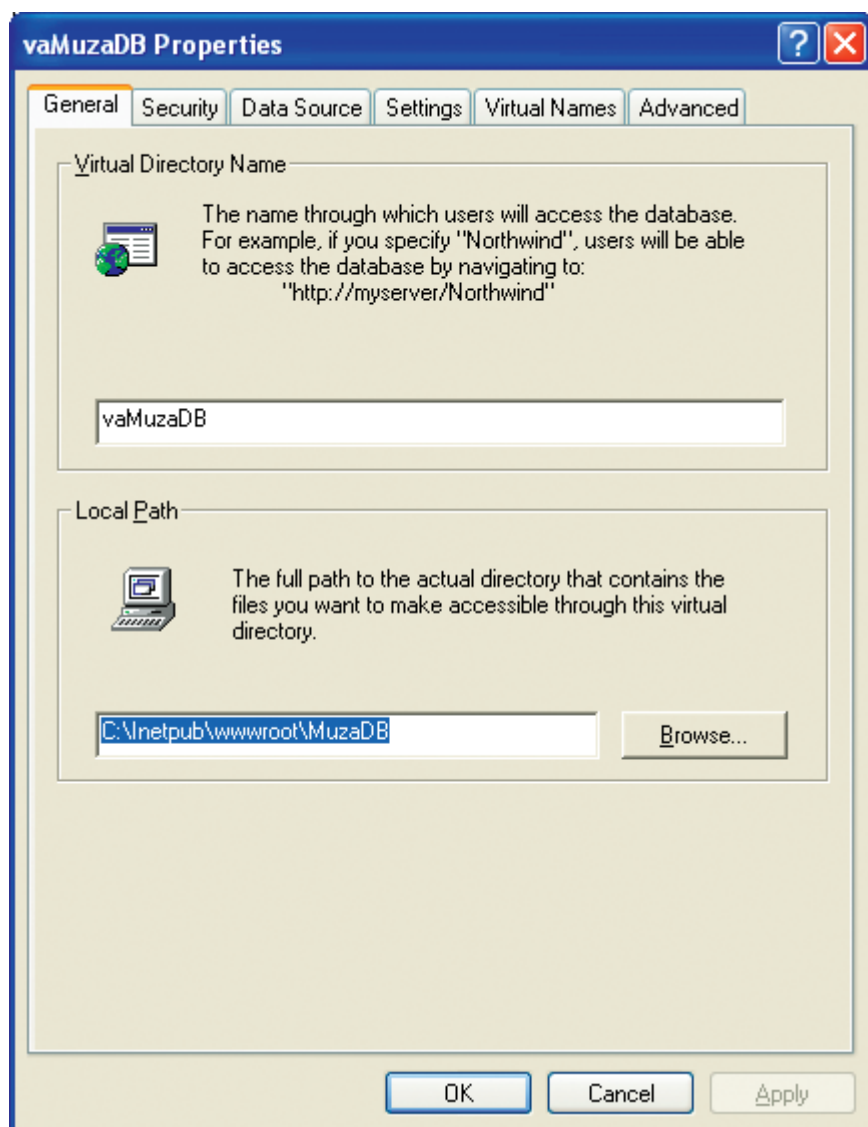 vaMuzaDB Properties
General Security Data Source Settings Virtual Names Advanced
Virtual Directory Name
The name through which users will access the database.
For example, if you specify "Northwind", users will be able
to access the database by navigating to:
"http://myserver/Northwind"
vaMuzaDB
Local Path
The full path to the actual directory that contains the
files you want to make accessible through this virtual
directory.
C:\Inetpub\wwwroot\MuzaDB
Browse...
OK Cancel Apply